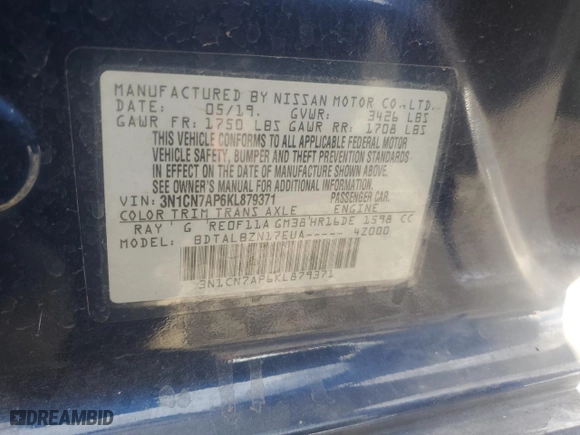 MANUFACTURED BY NISSAN MOTOR CO., LTD.
DATE: 05/19. GVWR: 3426 LBS
GAWR FR: 1750 LBS GAWR RR: 1708 LBS
THIS VEHICLE CONFORMS TO ALL APPLICABLE FEDERAL MOTOR
VEHICLE SAFETY, BUMPER AND THEFT PREVENTION STANDARDS
IN EFFECT ON THE DATE OF MANUFACTURE SHOWN ABOVE.
SEE OWNER'S MANUAL FOR ADDITIONAL INFORMATION.
VIN: 3N1CN7AP6KL879371 PASSENGER CAR.
COLOR TRIM TRANS AXLE ENGINE
RAY G RE0F11A GM38 HR16DE 1598 CC
MODEL: BDTALBZN17EUA----- 4Z000
3N1CN7AP6KL879371
DREAMBID